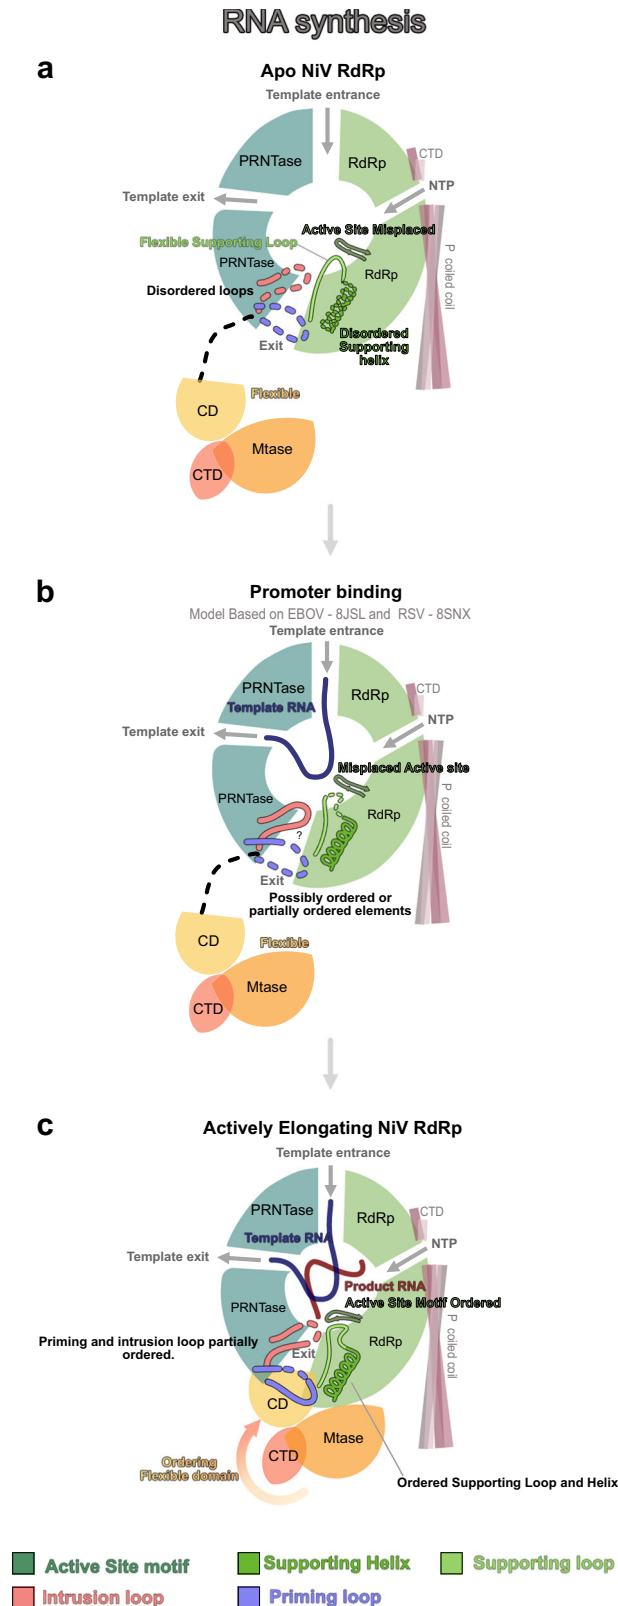 RNA synthesis
a
Apo NiV RdRp
Template entrance
PRNTase
RdRp
CTD
NTP
Template exit
Active Site Misplaced
Flexible Supporting Loop
PRNTase
RdRp
P coiled coil
Disordered loops
Exit
Disordered
Supporting
helix
Flexible
CD
Mtase
CTD
b
Promoter binding
Model Based on EBOV - 8JSL and RSV - 8SNX
Template entrance
PRNTase
RdRp
CTD
Template RNA
NTP
Template exit
Misplaced Active site
PRNTase
RdRp
P coiled coil
?
Exit
Possibly ordered or
partially ordered elements
CD
Flexible
Mtase
CTD
c
Actively Elongating NiV RdRp
Template entrance
PRNTase
RdRp
CTD
Template RNA
NTP
Template exit
Product RNA
PRNTase
Active Site Motif Ordered
RdRp
P coiled coil
Priming and intrusion loop partially
ordered.
Exit
CD
Mtase
CTD
Ordering
Flexible domain
Ordered Supporting Loop and Helix
Active Site motif
Supporting Helix
Supporting loop
Intrusion loop
Priming loop